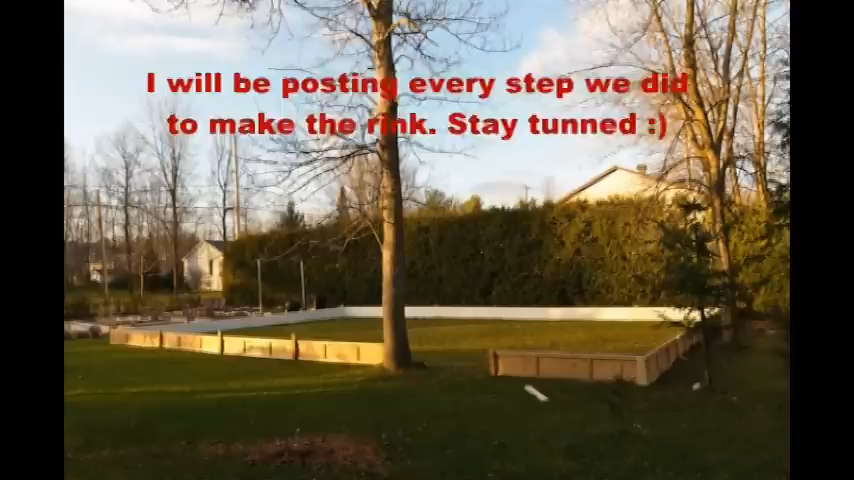 I will be posting every step we did
to make the rink. Stay tunned :)